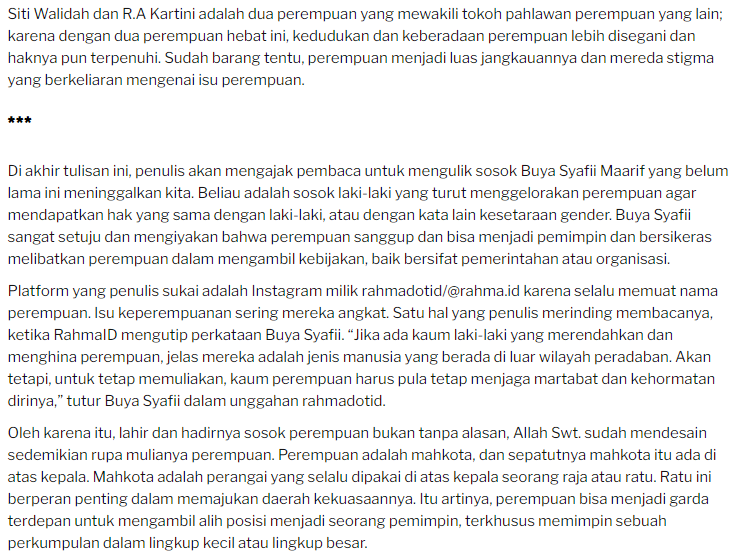 Siti Walidah dan R.A Kartini adalah dua perempuan yang mewakili tokoh pahlawan perempuan yang lain;
karena dengan dua perempuan hebat ini, kedudukan dan keberadaan perempuan lebih disegani dan
haknya pun terpenuhi. Sudah barang tentu, perempuan menjadi luas jangkauannya dan mereda stigma
yang berkeliaran mengenai isu perempuan.
***
Di akhir tulisan ini, penulis akan mengajak pembaca untuk mengulik sosok Buya Syafii Maarif yang belum
lama ini meninggalkan kita. Beliau adalah sosok laki-laki yang turut menggelorakan perempuan agar
mendapatkan hak yang sama dengan laki-laki, atau dengan kata lain kesetaraan gender. Buya Syafii
sangat setuju dan mengiyakan bahwa perempuan sanggup dan bisa menjadi pemimpin dan bersikeras
melibatkan perempuan dalam mengambil kebijakan, baik bersifat pemerintahan atau organisasi.
Platform yang penulis sukai adalah Instagram milik rahmadotid/@rahma.id karena selalu memuat nama
perempuan. Isu keperempuanan sering mereka angkat. Satu hal yang penulis merinding membacanya,
ketika RahmaID mengutip perkataan Buya Syafii. “Jika ada kaum laki-laki yang merendahkan dan
menghina perempuan, jelas mereka adalah jenis manusia yang berada di luar wilayah peradaban. Akan
tetapi, untuk tetap memuliakan, kaum perempuan harus pula tetap menjaga martabat dan kehormatan
dirinya,” tutur Buya Syafii dalam unggahan rahmadotid.
Oleh karena itu, lahir dan hadirnya sosok perempuan bukan tanpa alasan, Allah Swt. sudah mendesain
sedemikian rupa mulianya perempuan. Perempuan adalah mahkota, dan sepatutnya mahkota itu ada di
atas kepala. Mahkota adalah perangai yang selalu dipakai di atas kepala seorang raja atau ratu. Ratu ini
berperan penting dalam memajukan daerah kekuasaannya. Itu artinya, perempuan bisa menjadi garda
terdepan untuk mengambil alih posisi menjadi seorang pemimpin, terkhusus memimpin sebuah
perkumpulan dalam lingkup kecil atau lingkup besar.